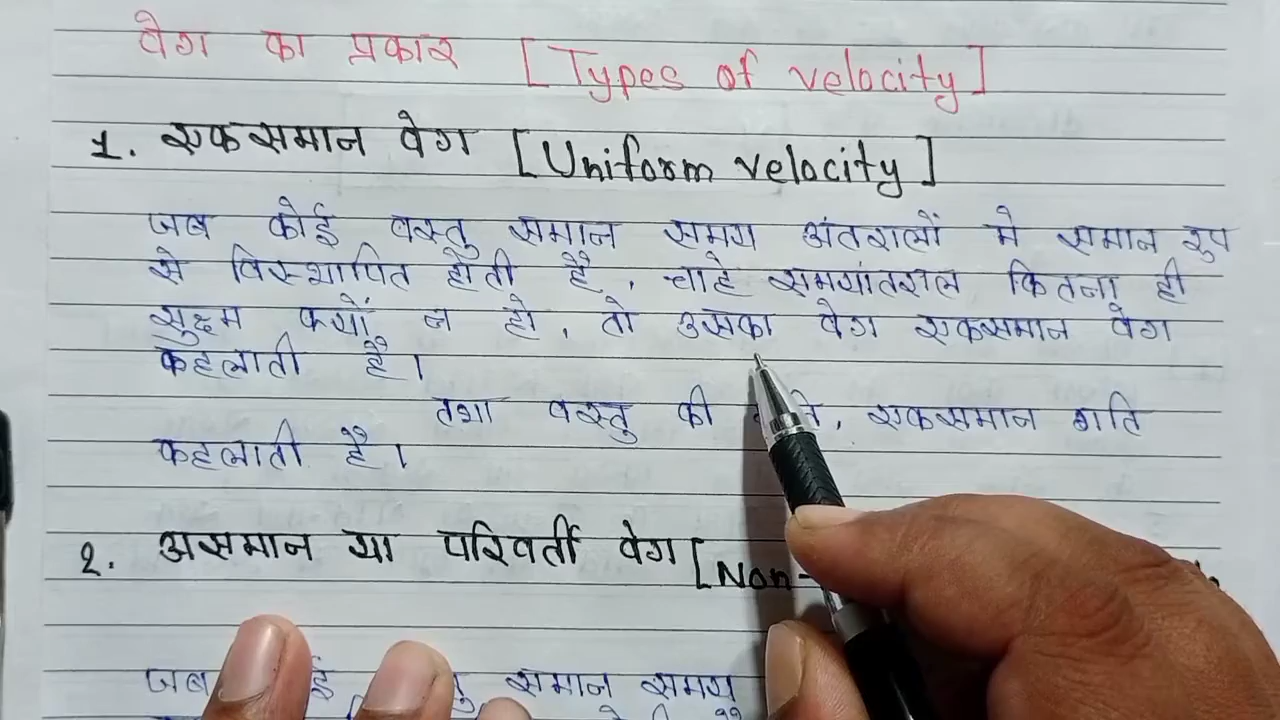 वेग का प्रकार [Types of velocity]
1. एकसमान वेग [Uniform velocity]
जब कोई वस्तु समान समय अंतरालों मे समान रुप
से विस्थापित होती है, चाहे समयांतराल कितना ही
सुक्ष्म क्यों न हो, तो उसका वेग एकसमान वेग
कहलाती है।
तथा वस्तु की, एकसमान गति
कहलाती है।
2. असमान या परिवर्ती वेग [Non-
जब समान समय